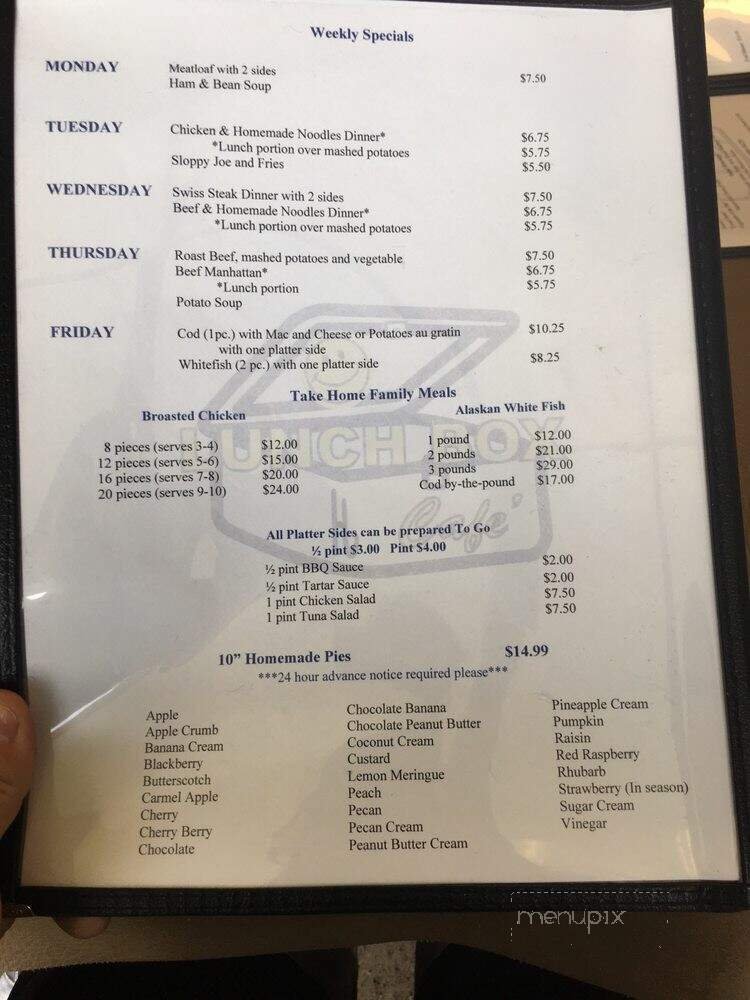 Weekly Specials
MONDAY Meatloaf with 2 sides $7.50
Ham & Bean Soup
TUESDAY Chicken & Homemade Noodles Dinner* $6.75
*Lunch portion over mashed potatoes $5.75
Sloppy Joe and Fries $5.50
WEDNESDAY Swiss Steak Dinner with 2 sides $7.50
Beef & Homemade Noodles Dinner* $6.75
*Lunch portion over mashed potatoes $5.75
THURSDAY Roast Beef, mashed potatoes and vegetable $7.50
Beef Manhattan* $6.75
*Lunch portion $5.75
Potato Soup
FRIDAY Cod (1pc.) with Mac and Cheese or Potatoes au gratin $10.25
with one platter side
Whitefish (2 pc.) with one platter side $8.25
Take Home Family Meals
Broasted Chicken
8 pieces (serves 3-4) $12.00
12 pieces (serves 5-6) $15.00
16 pieces (serves 7-8) $20.00
20 pieces (serves 9-10) $24.00
Alaskan White Fish
1 pound $12.00
2 pounds $21.00
3 pounds $29.00
Cod by-the-pound $17.00
LUNCH BOX
Café
All Platter Sides can be prepared To Go
½ pint $3.00 Pint $4.00
½ pint BBQ Sauce $2.00
½ pint Tartar Sauce $2.00
1 pint Chicken Salad $7.50
1 pint Tuna Salad $7.50
10” Homemade Pies $14.99
***24 hour advance notice required please***
Apple
Apple Crumb
Banana Cream
Blackberry
Butterscotch
Carmel Apple
Cherry
Cherry Berry
Chocolate
Chocolate Banana
Chocolate Peanut Butter
Coconut Cream
Custard
Lemon Meringue
Peach
Pecan
Pecan Cream
Peanut Butter Cream
Pineapple Cream
Pumpkin
Raisin
Red Raspberry
Rhubarb
Strawberry (In season)
Sugar Cream
Vinegar
menupix